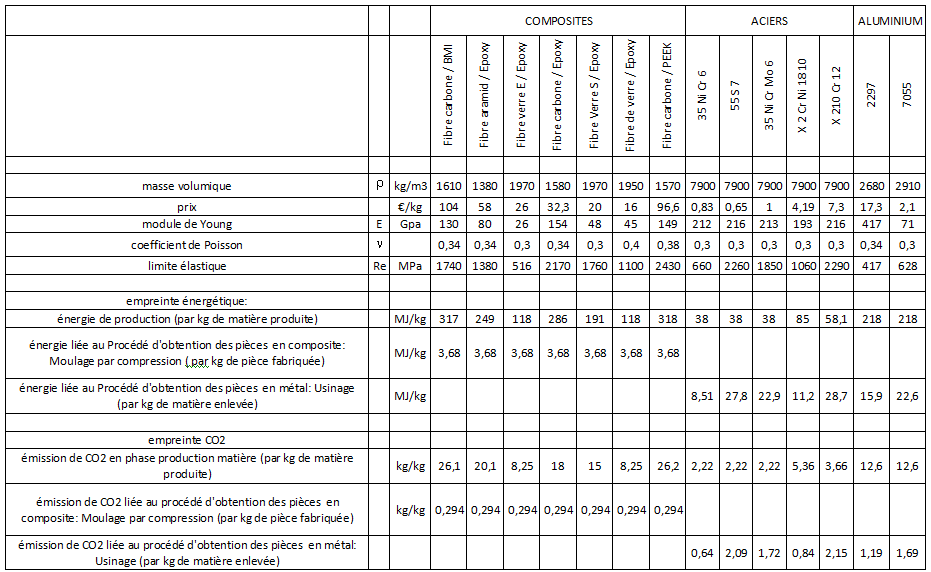 COMPOSITES ACIERS ALUMINIUM
Fibre carbone / BMI
Fibre aramid / Epoxy
Fibre verre E / Epoxy
Fibre carbone / Epoxy
Fibre Verre S / Epoxy
Fibre de verre / Epoxy
Fibre carbone / PEEK
35 Ni Cr 6
55 S 7
35 Ni Cr Mo 6
X 2 Cr Ni 18 10
X 210 Cr 12
2297
7055
masse volumique ρ kg/m3 1610 1380 1970 1580 1970 1950 1570 7900 7900 7900 7900 7900 2680 2910
prix €/kg 104 58 26 32,3 20 16 96,6 0,83 0,65 1 4,19 7,3 17,3 2,1
module de Young E Gpa 130 80 26 154 48 45 149 212 216 213 193 216 417 71
coefficient de Poisson ν 0,34 0,34 0,3 0,34 0,3 0,4 0,38 0,3 0,3 0,3 0,3 0,3 0,34 0,3
limite élastique Re MPa 1740 1380 516 2170 1760 1100 2430 660 2260 1850 1060 2290 417 628
empreinte énergétique:
énergie de production (par kg de matière produite) MJ/kg 317 249 118 286 191 118 318 38 38 38 85 58,1 218 218
énergie liée au Procédé d'obtention des pièces en composite:
Moulage par compression ( par kg de pièce fabriquée) MJ/kg 3,68 3,68 3,68 3,68 3,68 3,68 3,68
énergie liée au Procédé d'obtention des pièces en métal: Usinage
(par kg de matière enlevée) MJ/kg 8,51 27,8 22,9 11,2 28,7 15,9 22,6
empreinte CO2
émission de CO2 en phase production matière (par kg de matière
produite) kg/kg 26,1 20,1 8,25 18 15 8,25 26,2 2,22 2,22 2,22 5,36 3,66 12,6 12,6
émission de CO2 liée au procédé d'obtention des pièces en
composite: Moulage par compression (par kg de pièce fabriquée) kg/kg 0,294 0,294 0,294 0,294 0,294 0,294 0,294
émission de CO2 liée au procédé d'obtention des pièces en métal:
Usinage (par kg de matière enlevée) 0,64 2,09 1,72 0,84 2,15 1,19 1,69